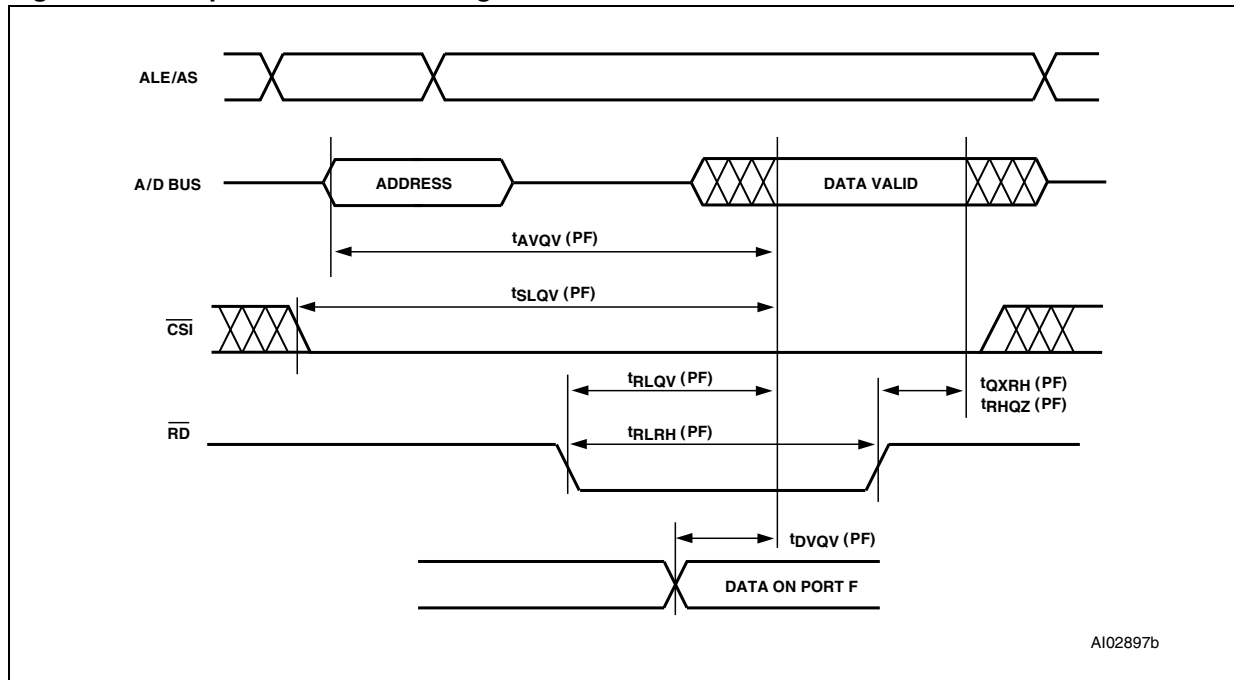 ALE/AS
A/D BUS
ADDRESS
DATA VALID
tAVQV (PF)
tSLQV (PF)
CSI
tRLQV (PF)
tQXRH (PF)
tRHQZ (PF)
RD
tRLRH (PF)
tDVQV (PF)
DATA ON PORT F
AI02897b